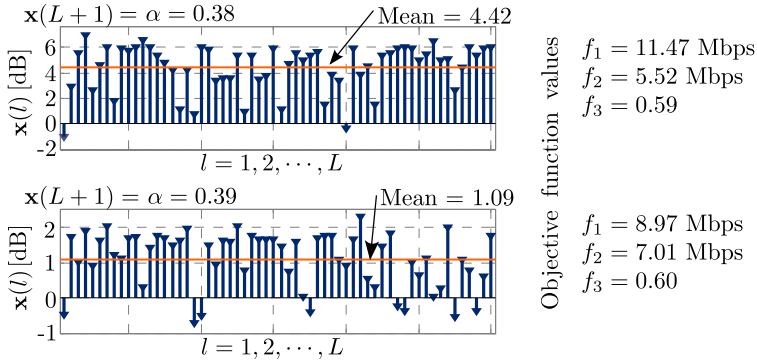 x(L + 1) = α = 0.38
Mean = 4.42
6
4
2
0
-2
x(l) [dB]
l = 1, 2, ⋯, L
x(L + 1) = α = 0.39
Mean = 1.09
2
1
0
-1
x(l) [dB]
l = 1, 2, ⋯, L
Objective function values
f₁ = 11.47 Mbps
f₂ = 5.52 Mbps
f₃ = 0.59
f₁ = 8.97 Mbps
f₂ = 7.01 Mbps
f₃ = 0.60